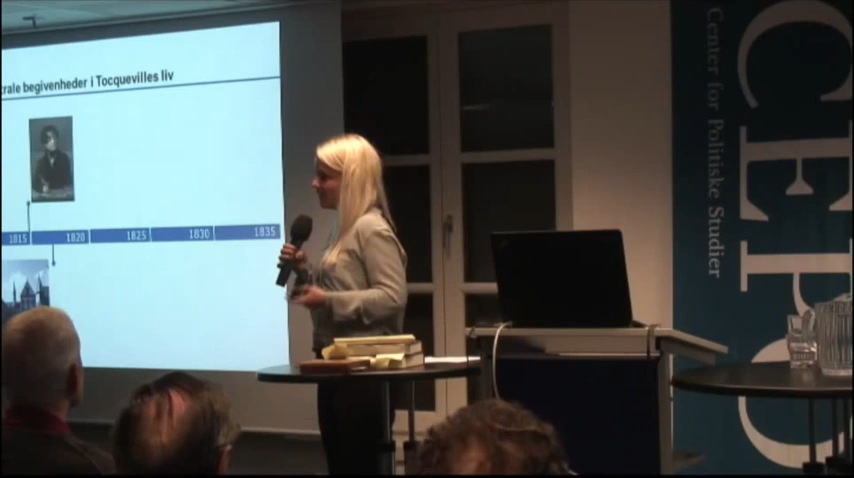 trale begivenheder i Tocquevilles liv
1815 1820 1825 1830 1835
CEPO
Center for Politiske Studier